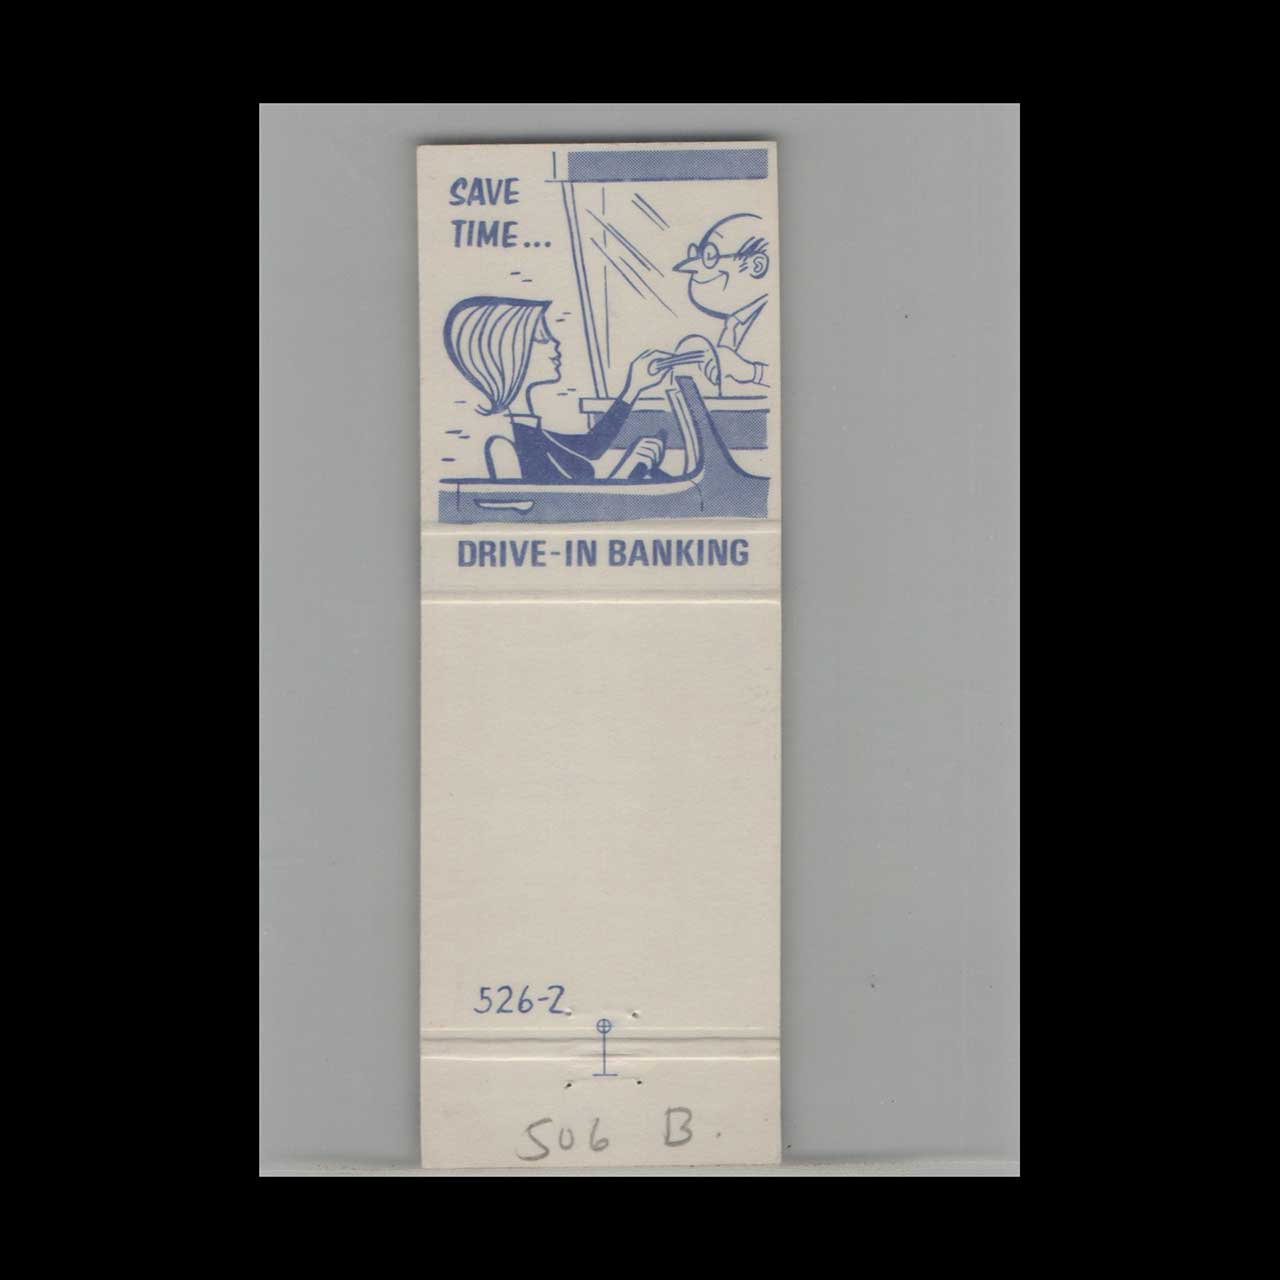 SAVE
TIME...
DRIVE-IN BANKING
526-2
506 B.